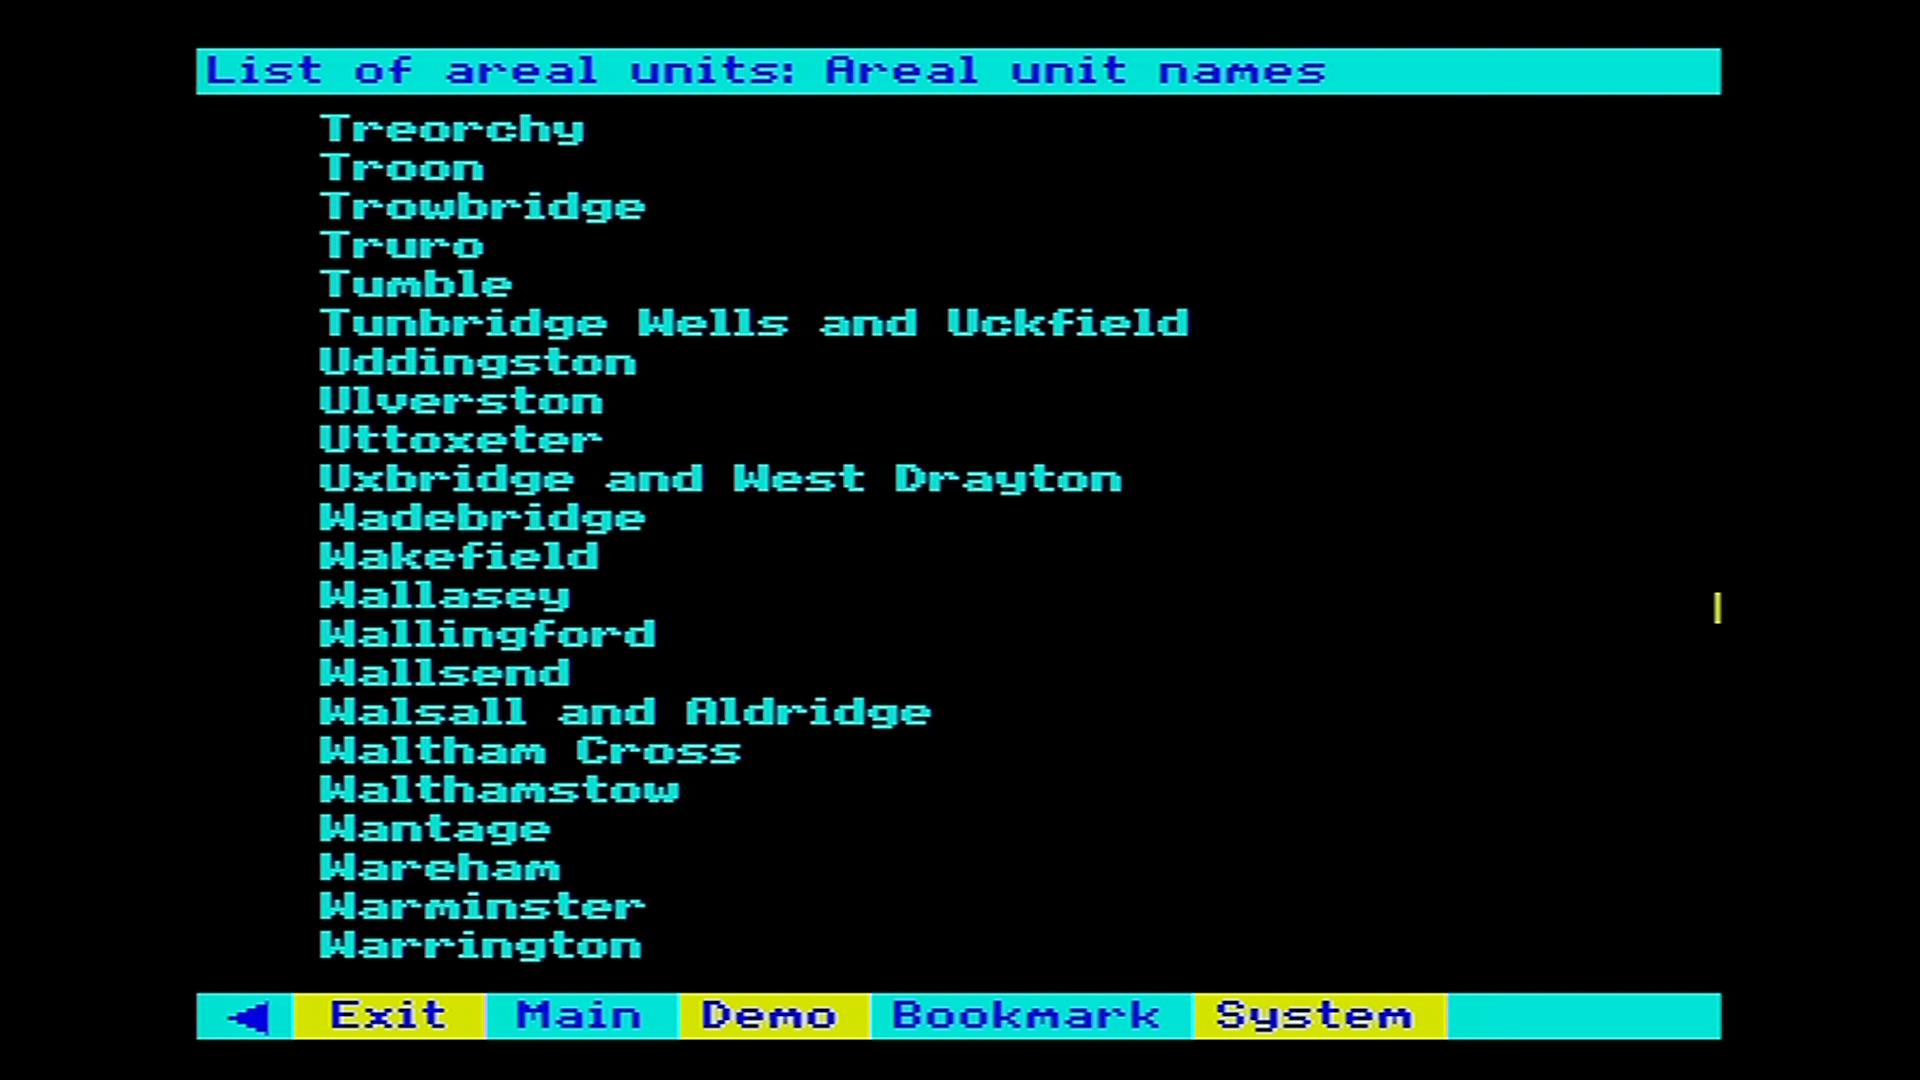 List of areal units: Areal unit names
Treorchy
Troon
Trowbridge
Truro
Tumble
Tunbridge Wells and Uckfield
Uddingston
Ulverston
Uttoxeter
Uxbridge and West Drayton
Wadebridge
Wakefield
Wallasey
Wallingford
Wallsend
Walsall and Aldridge
Waltham Cross
Walthamstow
Wantage
Wareham
Warminster
Warrington
Exit Main Demo Bookmark System